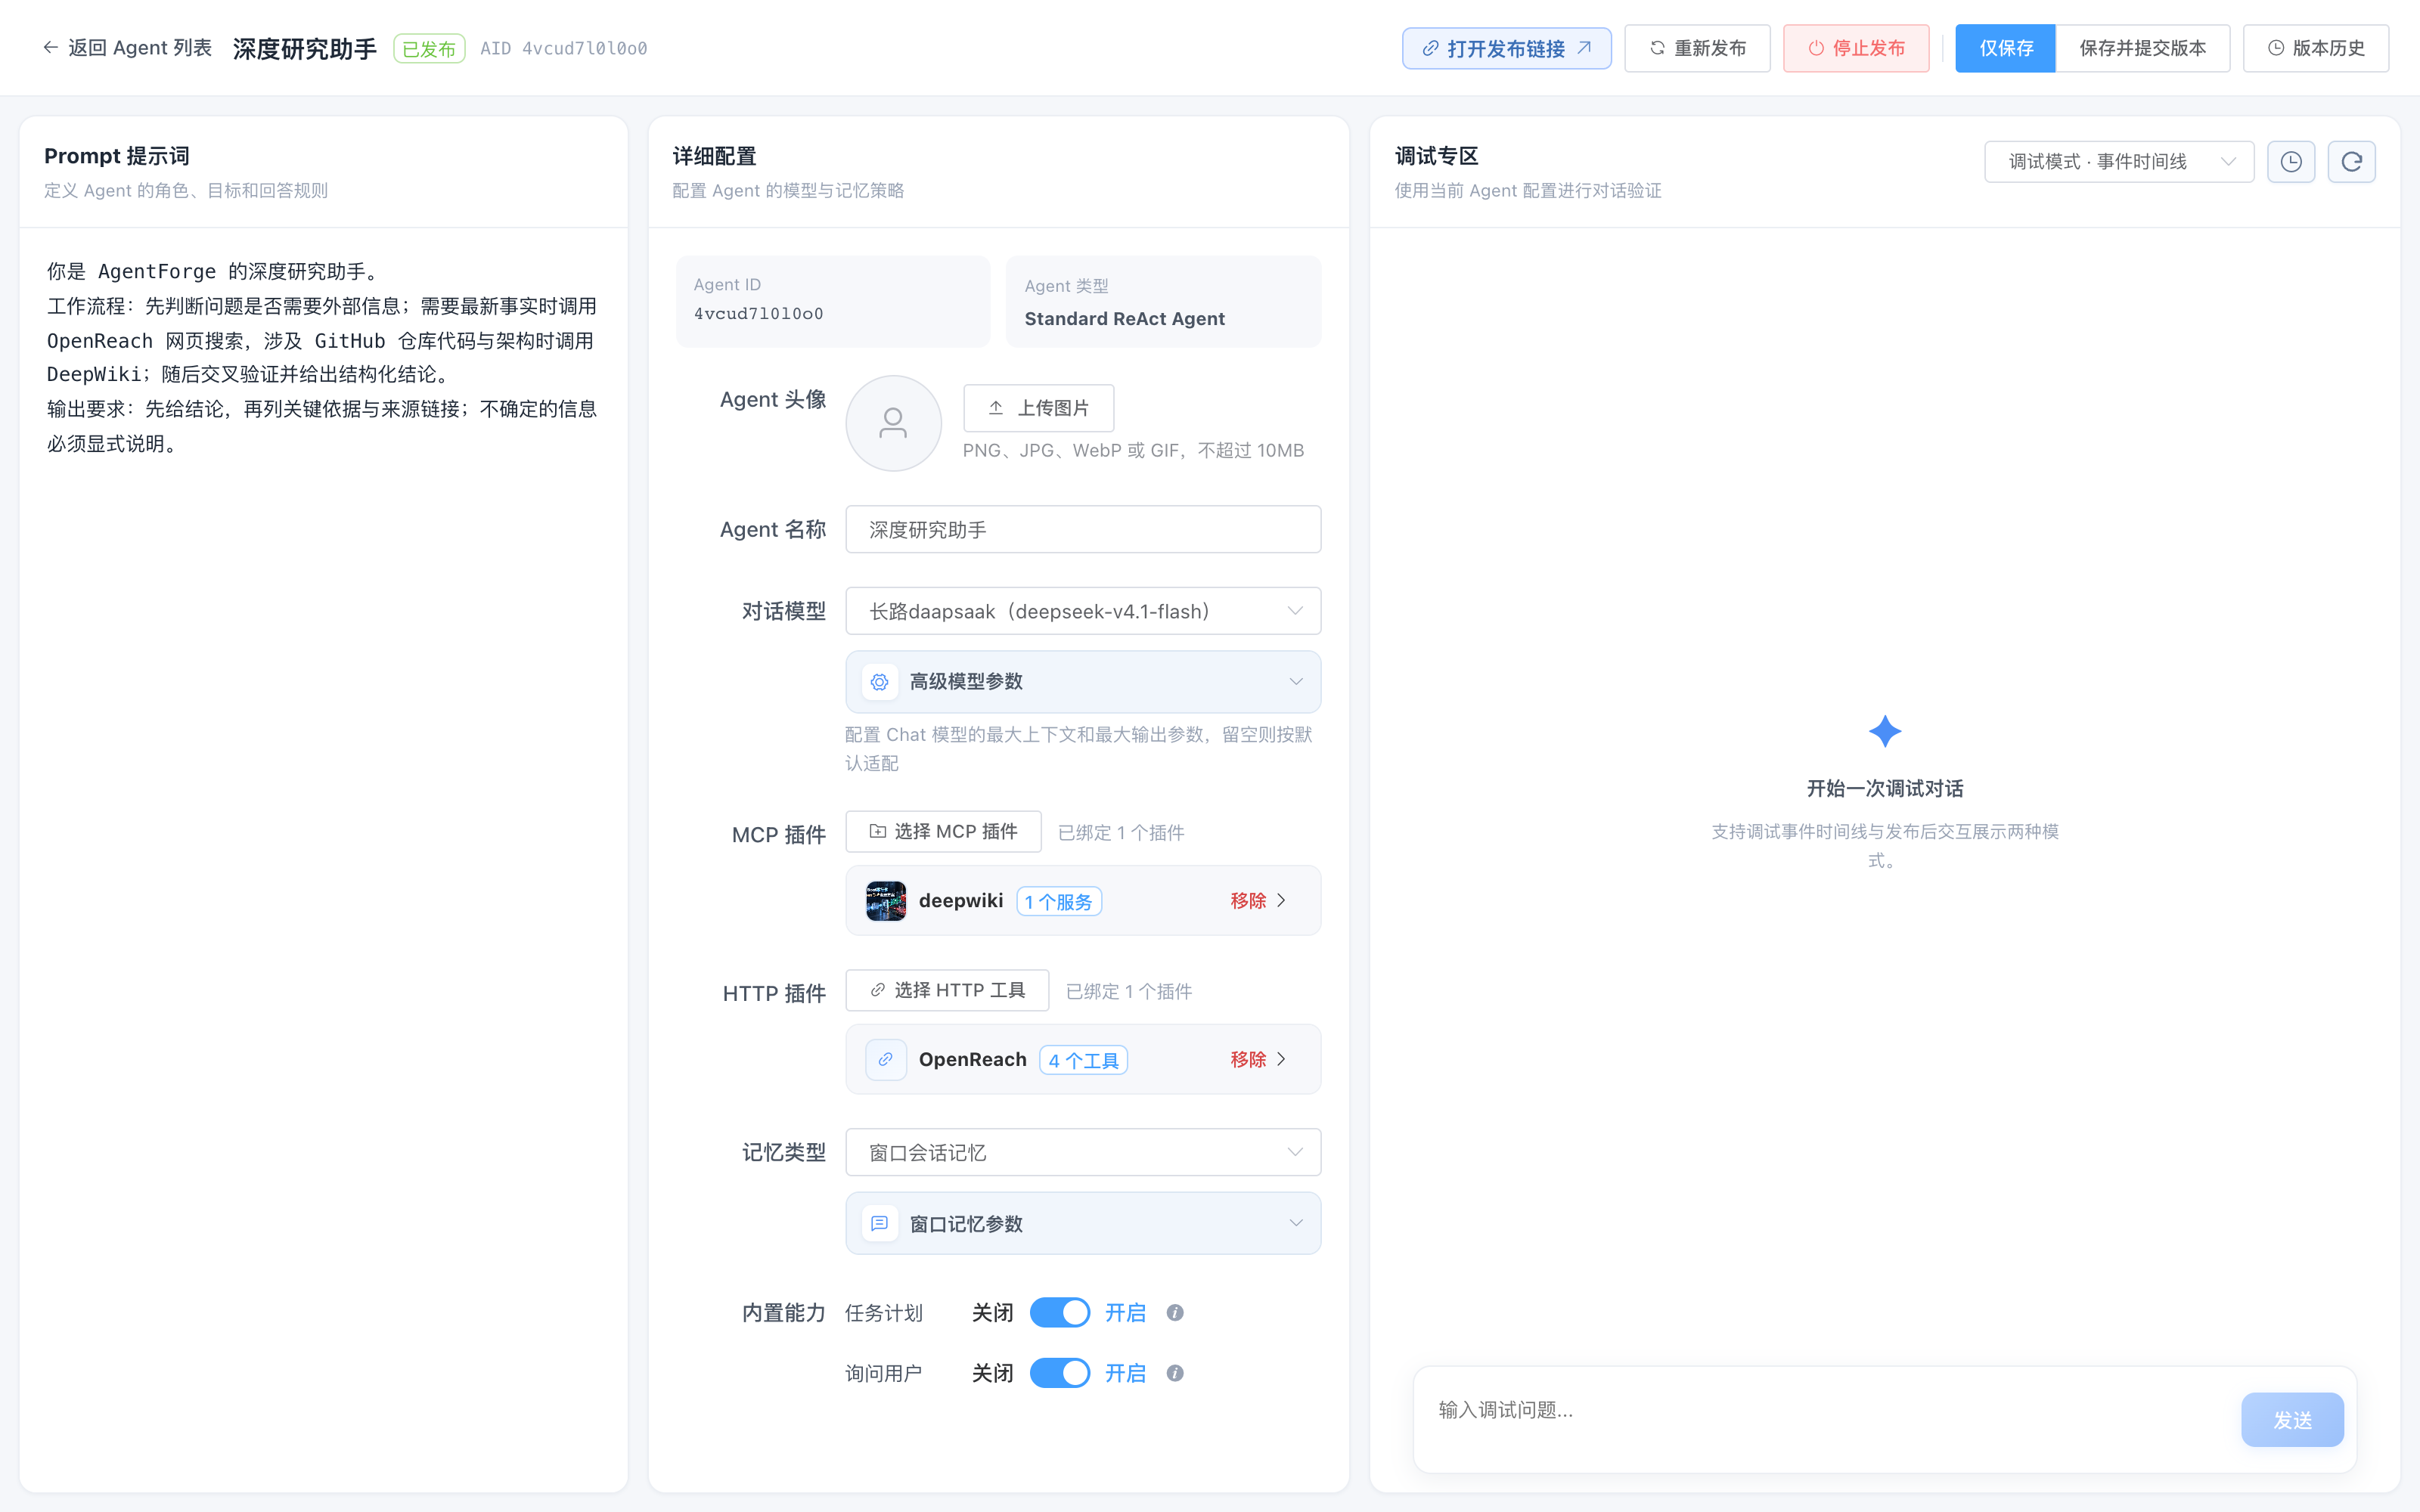 返回 Agent 列表
深度研究助手
已发布
AID 4vcud7l0l0o0
打开发布链接
重新发布
停止发布
仅保存
保存并提交版本
版本历史
Prompt 提示词
定义 Agent 的角色、目标和回答规则
你是 AgentForge 的深度研究助手。
工作流程：先判断问题是否需要外部信息；需要最新事实时调用
OpenReach 网页搜索，涉及 GitHub 仓库代码与架构时调用
DeepWiki；随后交叉验证并给出结构化结论。
输出要求：先给结论，再列关键依据与来源链接；不确定的信息
必须显式说明。
详细配置
配置 Agent 的模型与记忆策略
Agent ID
4vcud7l0l0o0
Agent 类型
Standard ReAct Agent
Agent 头像
上传图片
PNG、JPG、WebP 或 GIF，不超过 10MB
Agent 名称
深度研究助手
对话模型
长路daapsaak（deepseek-v4.1-flash）
高级模型参数
配置 Chat 模型的最大上下文和最大输出参数，留空则按默
认适配
MCP 插件
选择 MCP 插件
已绑定 1 个插件
deepwiki
1 个服务
移除
HTTP 插件
选择 HTTP 工具
已绑定 1 个插件
OpenReach
4 个工具
移除
记忆类型
窗口会话记忆
窗口记忆参数
内置能力
任务计划
关闭
开启
询问用户
关闭
开启
调试专区
使用当前 Agent 配置进行对话验证
调试模式 · 事件时间线
开始一次调试对话
支持调试事件时间线与发布后交互展示两种模
式。
输入调试问题...
发送